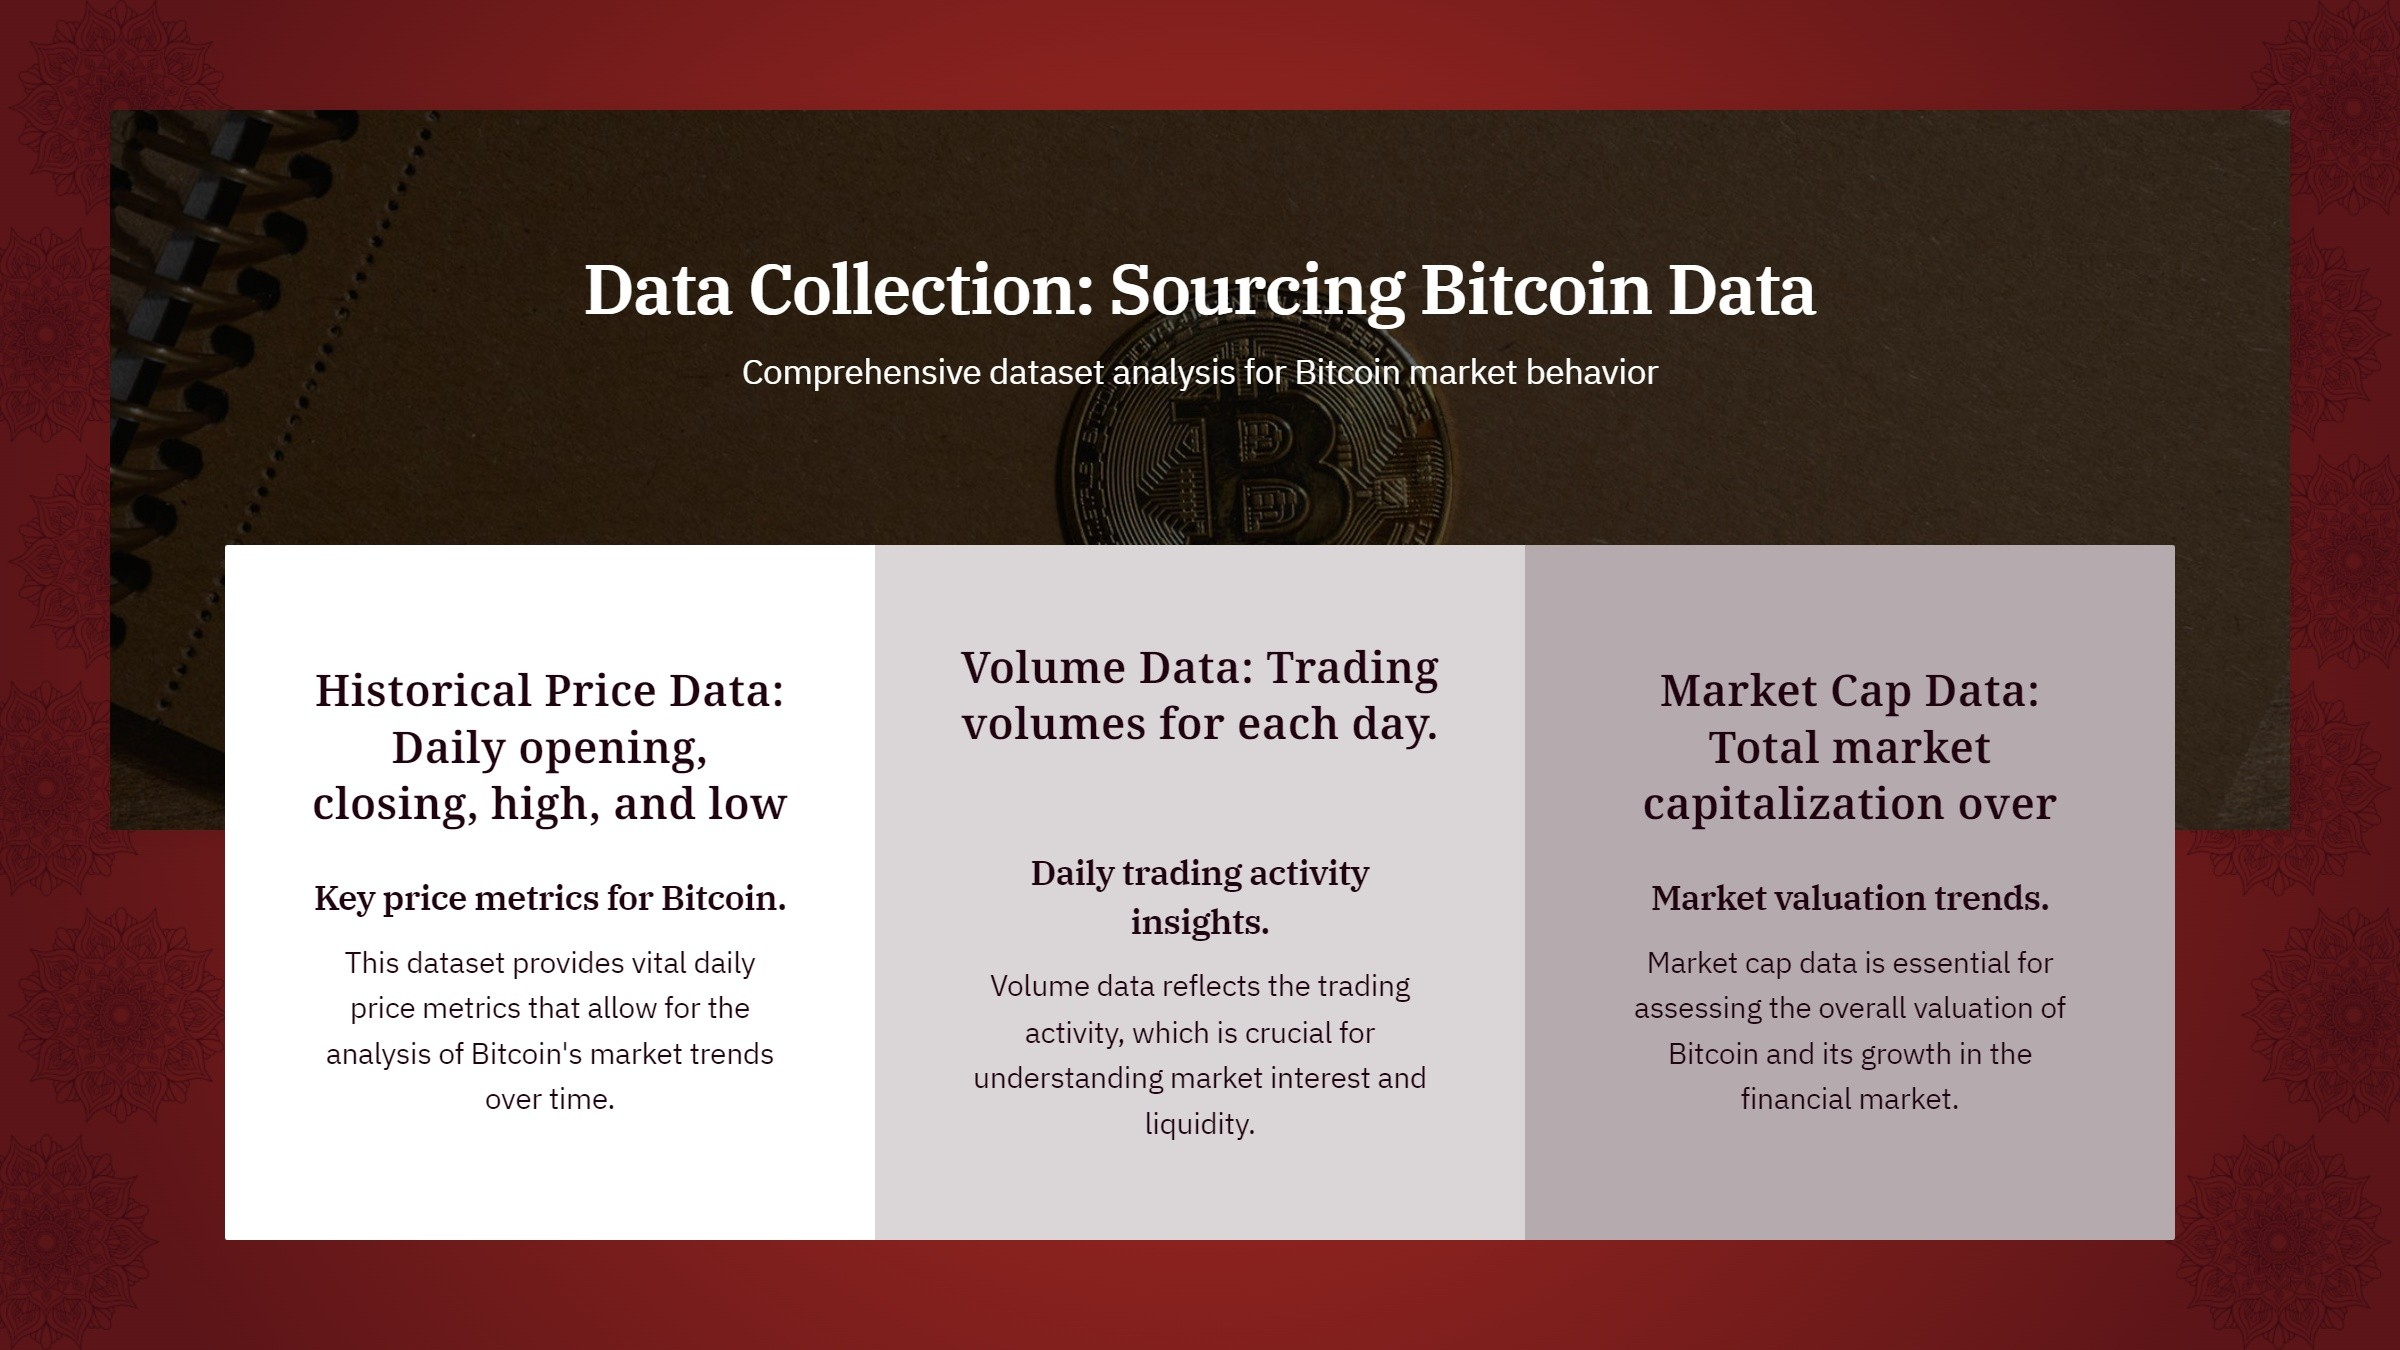 Data Collection: Sourcing Bitcoin Data
Comprehensive dataset analysis for Bitcoin market behavior
Historical Price Data:
Daily opening,
closing, high, and low
Key price metrics for Bitcoin.
This dataset provides vital daily
price metrics that allow for the
analysis of Bitcoin's market trends
over time.
Volume Data: Trading
volumes for each day.
Daily trading activity
insights.
Volume data reflects the trading
activity, which is crucial for
understanding market interest and
liquidity.
Market Cap Data:
Total market
capitalization over
Market valuation trends.
Market cap data is essential for
assessing the overall valuation of
Bitcoin and its growth in the
financial market.